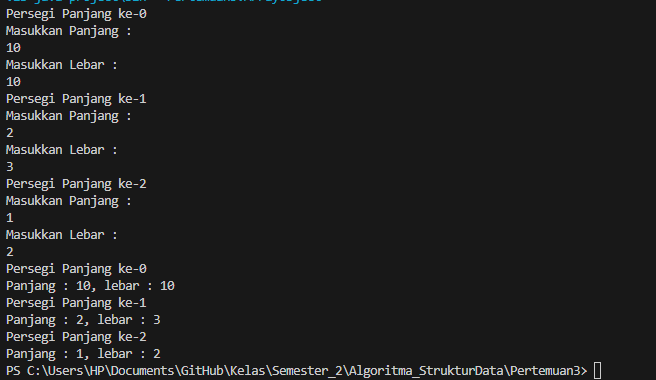 Persegi Panjang ke-0
Masukkan Panjang :
10
Masukkan Lebar :
10
Persegi Panjang ke-1
Masukkan Panjang :
2
Masukkan Lebar :
3
Persegi Panjang ke-2
Masukkan Panjang :
1
Masukkan Lebar :
2
Persegi Panjang ke-0
Panjang : 10, lebar : 10
Persegi Panjang ke-1
Panjang : 2, lebar : 3
Persegi Panjang ke-2
Panjang : 1, lebar : 2
PS C:\Users\HP\Documents\GitHub\Kelas\Semester_2\Algoritma_StrukturData\Pertemuan3>